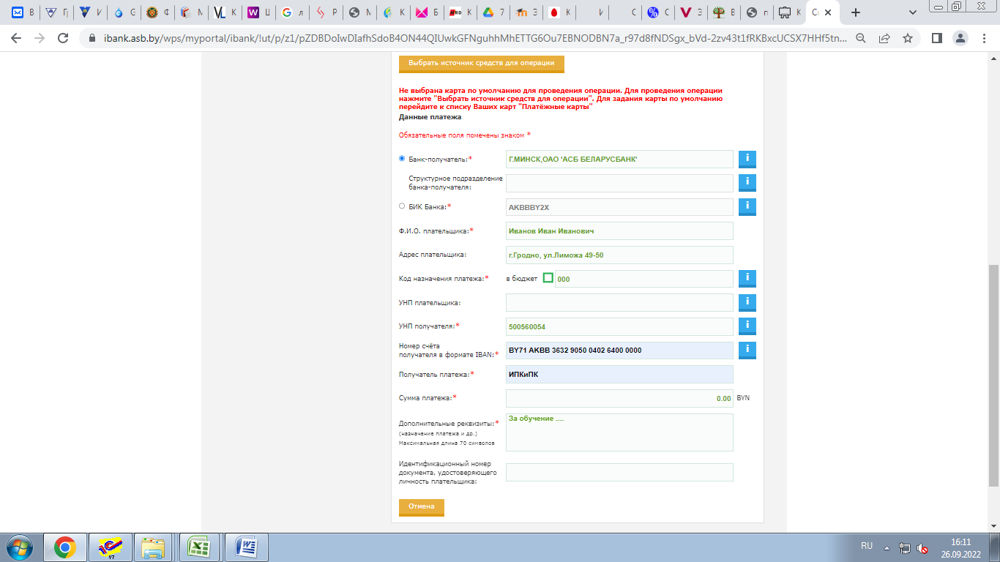 В
Г
И
G
Ф
М
К
Ц
л
Р
М
К
Б
К
7
Э
К
И
С
С
Э
В
п
К
С
ibank.asb.by/wps/myportal/ibank/!ut/p/z1/pZDBDoIwDIAfhSdoB4ON44QIUwkGFNguhhMhETTG6Ou7EBNODBN7a_r97d8fNDSgx_bVd-2zv43t1fRKBxcUCSX7HHf5tn...
Выбрать источник средств для операции
Не выбрана карта по умолчанию для проведения операции. Для проведения операции
нажмите "Выбрать источник средств для операции". Для задания карты по умолчанию
перейдите к списку Ваших карт "Платёжные карты"
Данные платежа
Обязательные поля помечены знаком *
Банк-получатель:* Г.МИНСК,ОАО 'АСБ БЕЛАРУСБАНК' i
Структурное подразделение
банка-получателя: i
БИК Банка:* AKBBBY2X i
Ф.И.О. плательщика:* Иванов Иван Иванович
Адрес плательщика: г.Гродно, ул.Лиможа 49-50
Код назначения платежа:* в бюджет 000 i
УНП плательщика: i
УНП получателя:* 500560054 i
Номер счёта
получателя в формате IBAN:* BY71 AKBB 3632 9050 0402 6400 0000 i
Получатель платежа:* ИПКиПК
Сумма платежа:* 0.00 BYN
Дополнительные реквизиты:* За обучение ....
(назначение платежа и др.)
Максимальная длина 70 символов
Идентификационный номер
документа, удостоверяющего
личность плательщика:
Отмена
V7
RU
16:11
26.09.2022